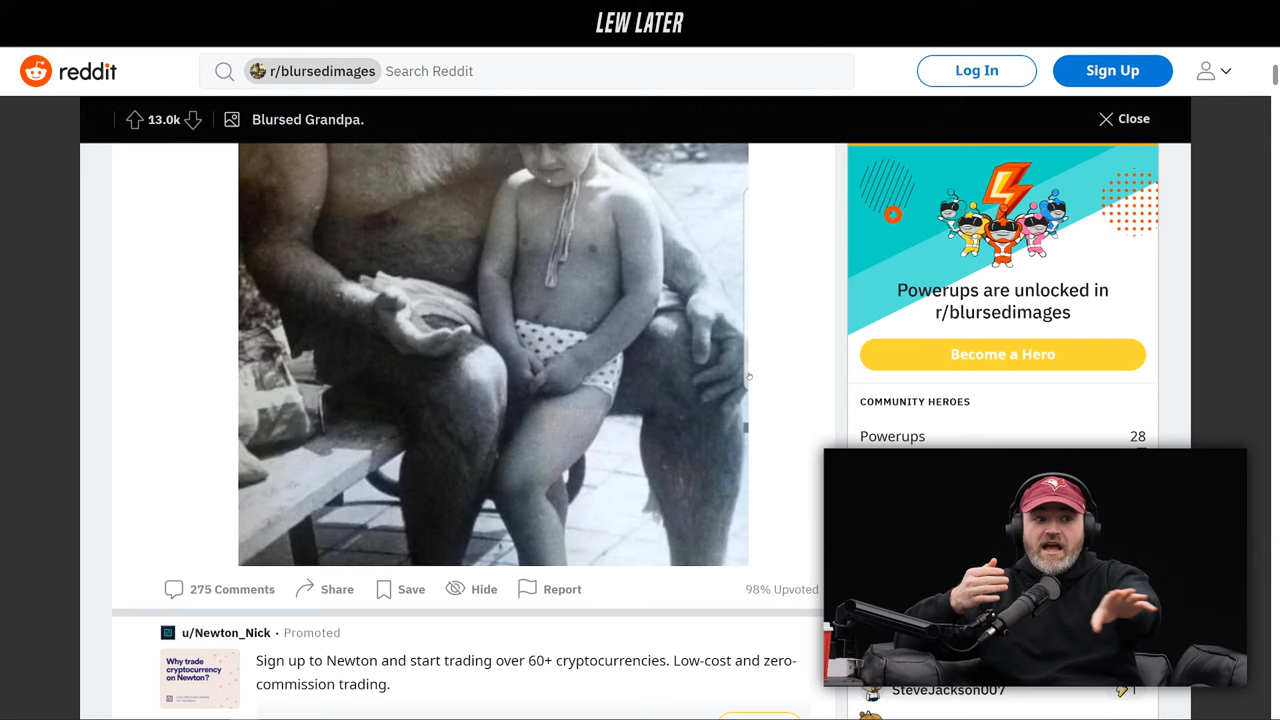 LEW LATER
reddit
r/blursedimages
Search Reddit
Log In
Sign Up
13.0k
Blursed Grandpa.
Close
Powerups are unlocked in
r/blursedimages
Become a Hero
COMMUNITY HEROES
Powerups
28
275 Comments
Share
Save
Hide
Report
98% Upvoted
u/Newton_Nick · Promoted
Why trade
cryptocurrency
on Newton?
Sign up to Newton and start trading over 60+ cryptocurrencies. Low-cost and zero-
commission trading.
SteveJackson007
1